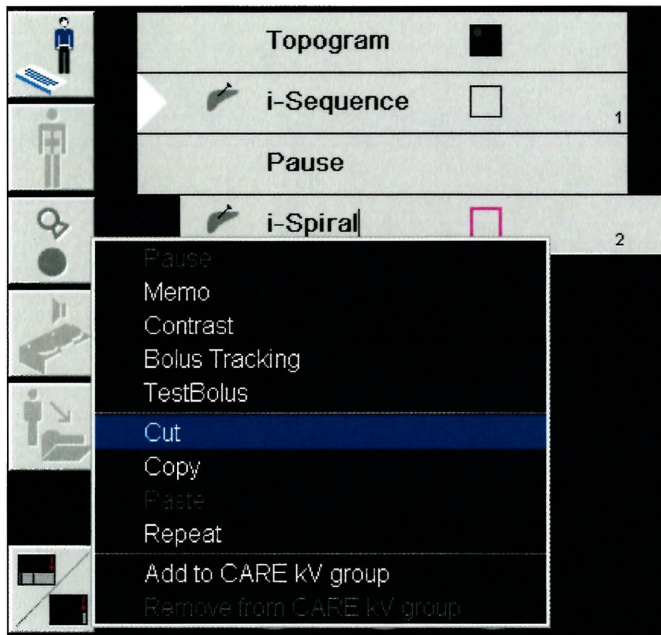 Topogram
i-Sequence
1
Pause
i-Spiral
2
Pause
Memo
Contrast
Bolus Tracking
TestBolus
Cut
Copy
Paste
Repeat
Add to CARE kV group
Remove from CARE kV group